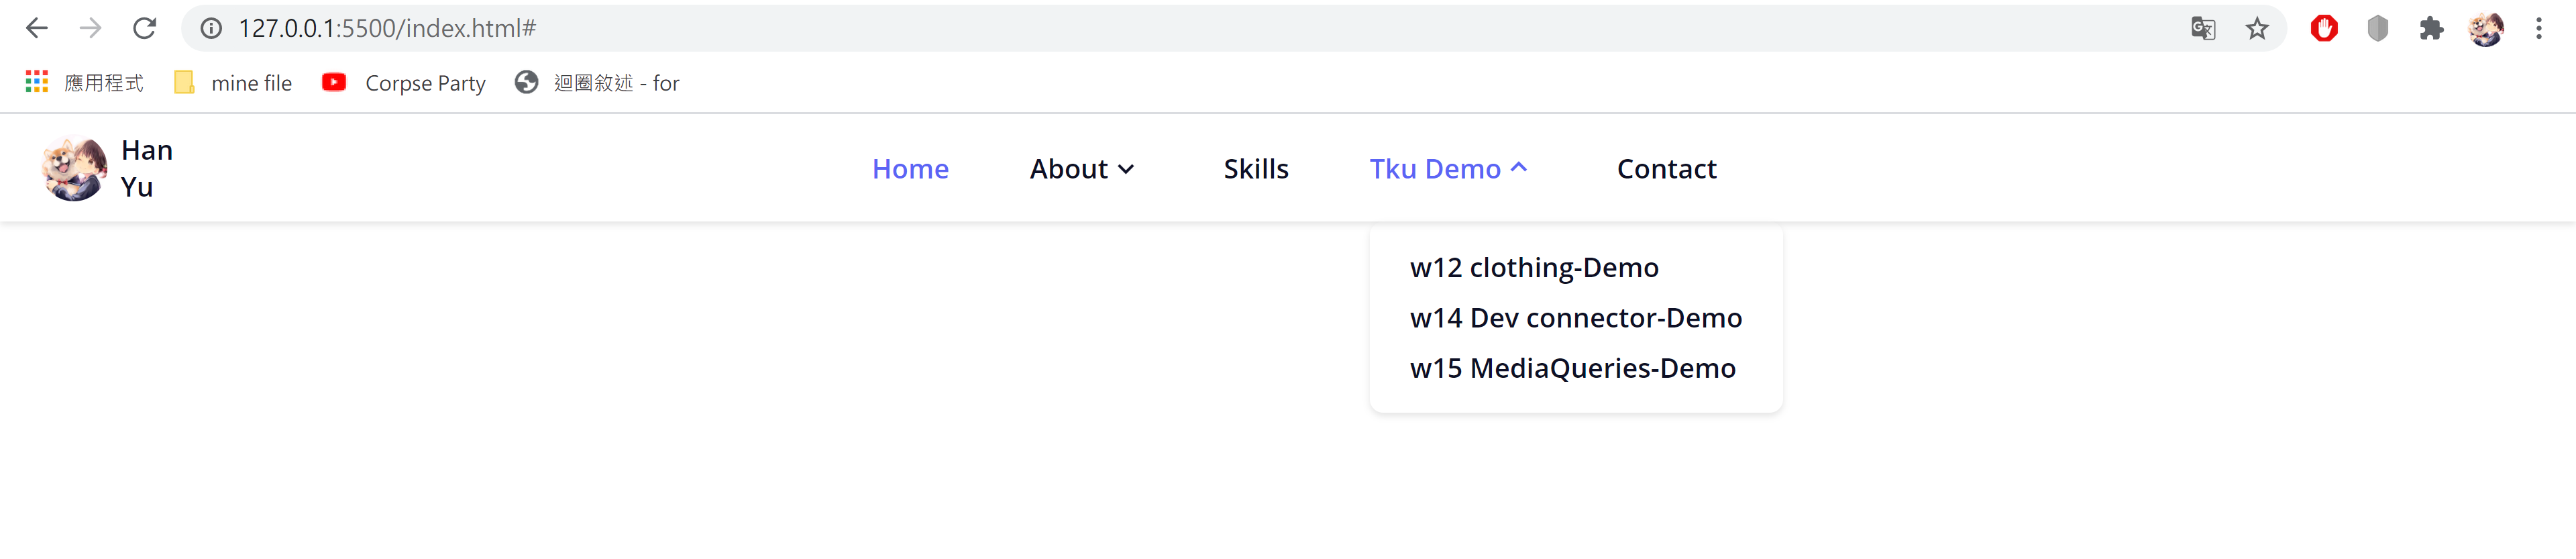 127.0.0.1:5500/index.html#
應用程式 mine file Corpse Party 迴圈敘述 - for
Han
Yu
Home About Skills Tku Demo Contact
w12 clothing-Demo
w14 Dev connector-Demo
w15 MediaQueries-Demo